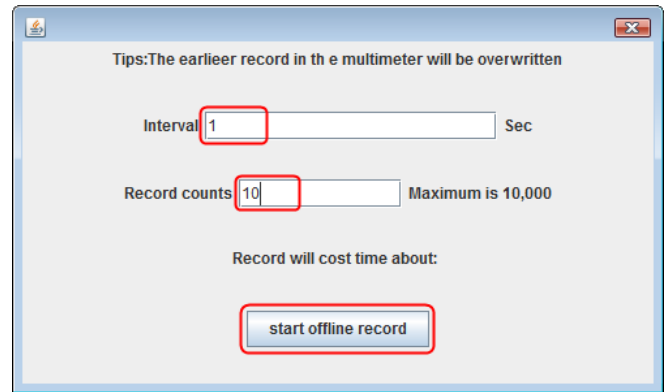 Tips:The earlieer record in th e multimeter will be overwritten
Interval 1 Sec
Record counts 10 Maximum is 10,000
Record will cost time about:
start offline record